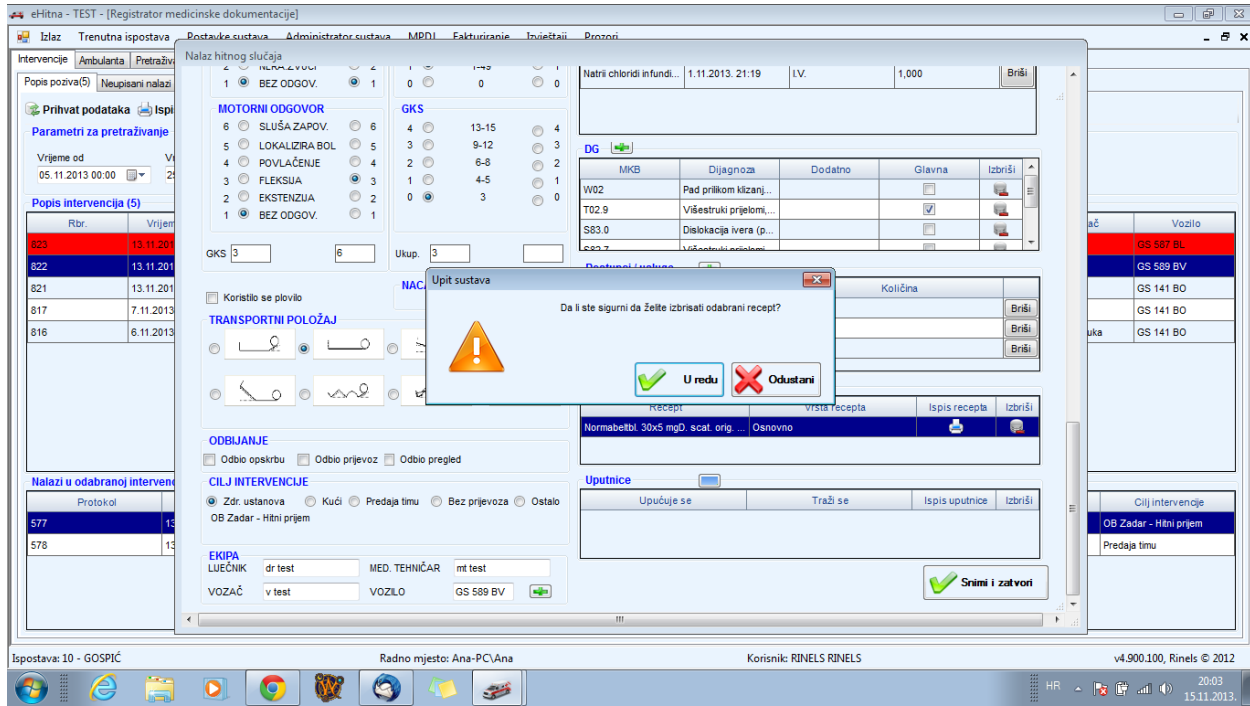 eHitna - TEST - [Registrator medicinske dokumentacije]
Izlaz Trenutna ispostava Postavke sustava Administrator sustava MPDJ Fakturiranje Izvještaji Prozori
Intervencije Ambulanta
Popis poziva(5) Neupisani nalazi
Prihvat podataka
Parametri za pretraživanje
Vrijeme od
05.11.2013 00:00
Popis intervencija (5)
Rbr.
823
822
821
817 7.11.2013
816 6.11.2013
Nalazi u odabranoj
Protokol
577
578
Nalaz hitnog slučaja
1 BEZ ODGOV. 1 0 0 0
MOTORNI ODGOVOR GKS
6 SLUŠA ZAPOV. 6 4 13-15 4
5 LOKALIZIRA BOL 5 3 9-12 3
4 POVLAČENJE 4 2 6-8 2
3 FLEKSIJA 3 1 4-5 1
2 EKSTENZIJA 2 0 3 0
1 BEZ ODGOV. 1
GKS 3 6 Ukup. 3
Koristilo se plovilo
TRANSPORTNI POLOŽAJ
ODBIJANJE
Odbio opskrbu Odbio prijevoz Odbio pregled
CILJ INTERVENCIJE
Zdr. ustanova Kući Predaja timu Bez prijevoza Ostalo
OB Zadar - Hitni prijem
EKIPA
LIJEČNIK dr test MED. TEHNIČAR mt test
VOZAČ v test VOZILO GS 589 BV
Natrii chloridi infundi... 1.11.2013. 21:19 I.V. 1,000 Briši
DG
MKB Dijagnoza Dodatno Glavna Izbriši
W02 Pad prilikom klizanj...
T02.9 Višestruki prijelomi,...
S83.0 Dislokacija ivera (p...
S82.7 Višestruki prijelomi
Postupci / usluge
Količina
Briši
Briši
Briši
Upit sustava
Da li ste sigurni da želite izbrisati odabrani recept?
U redu Odustani
Recept Vrsta recepta Ispis recepta Izbriši
Normabeltbl. 30x5 mgD. scat. orig. ... Osnovno
Uputnice
Upućuje se Traži se Ispis uputnice Izbriši
Snimi i zatvori
Vozilo
GS 587 BL
GS 589 BV
GS 141 BO
GS 141 BO
GS 141 BO
Cilj intervencije
OB Zadar - Hitni prijem
Predaja timu
Ispostava: 10 - GOSPIĆ Radno mjesto: Ana-PC\Ana Korisnik: RINELS RINELS v4.900.100, Rinels © 2012
HR 20:03
15.11.2013.